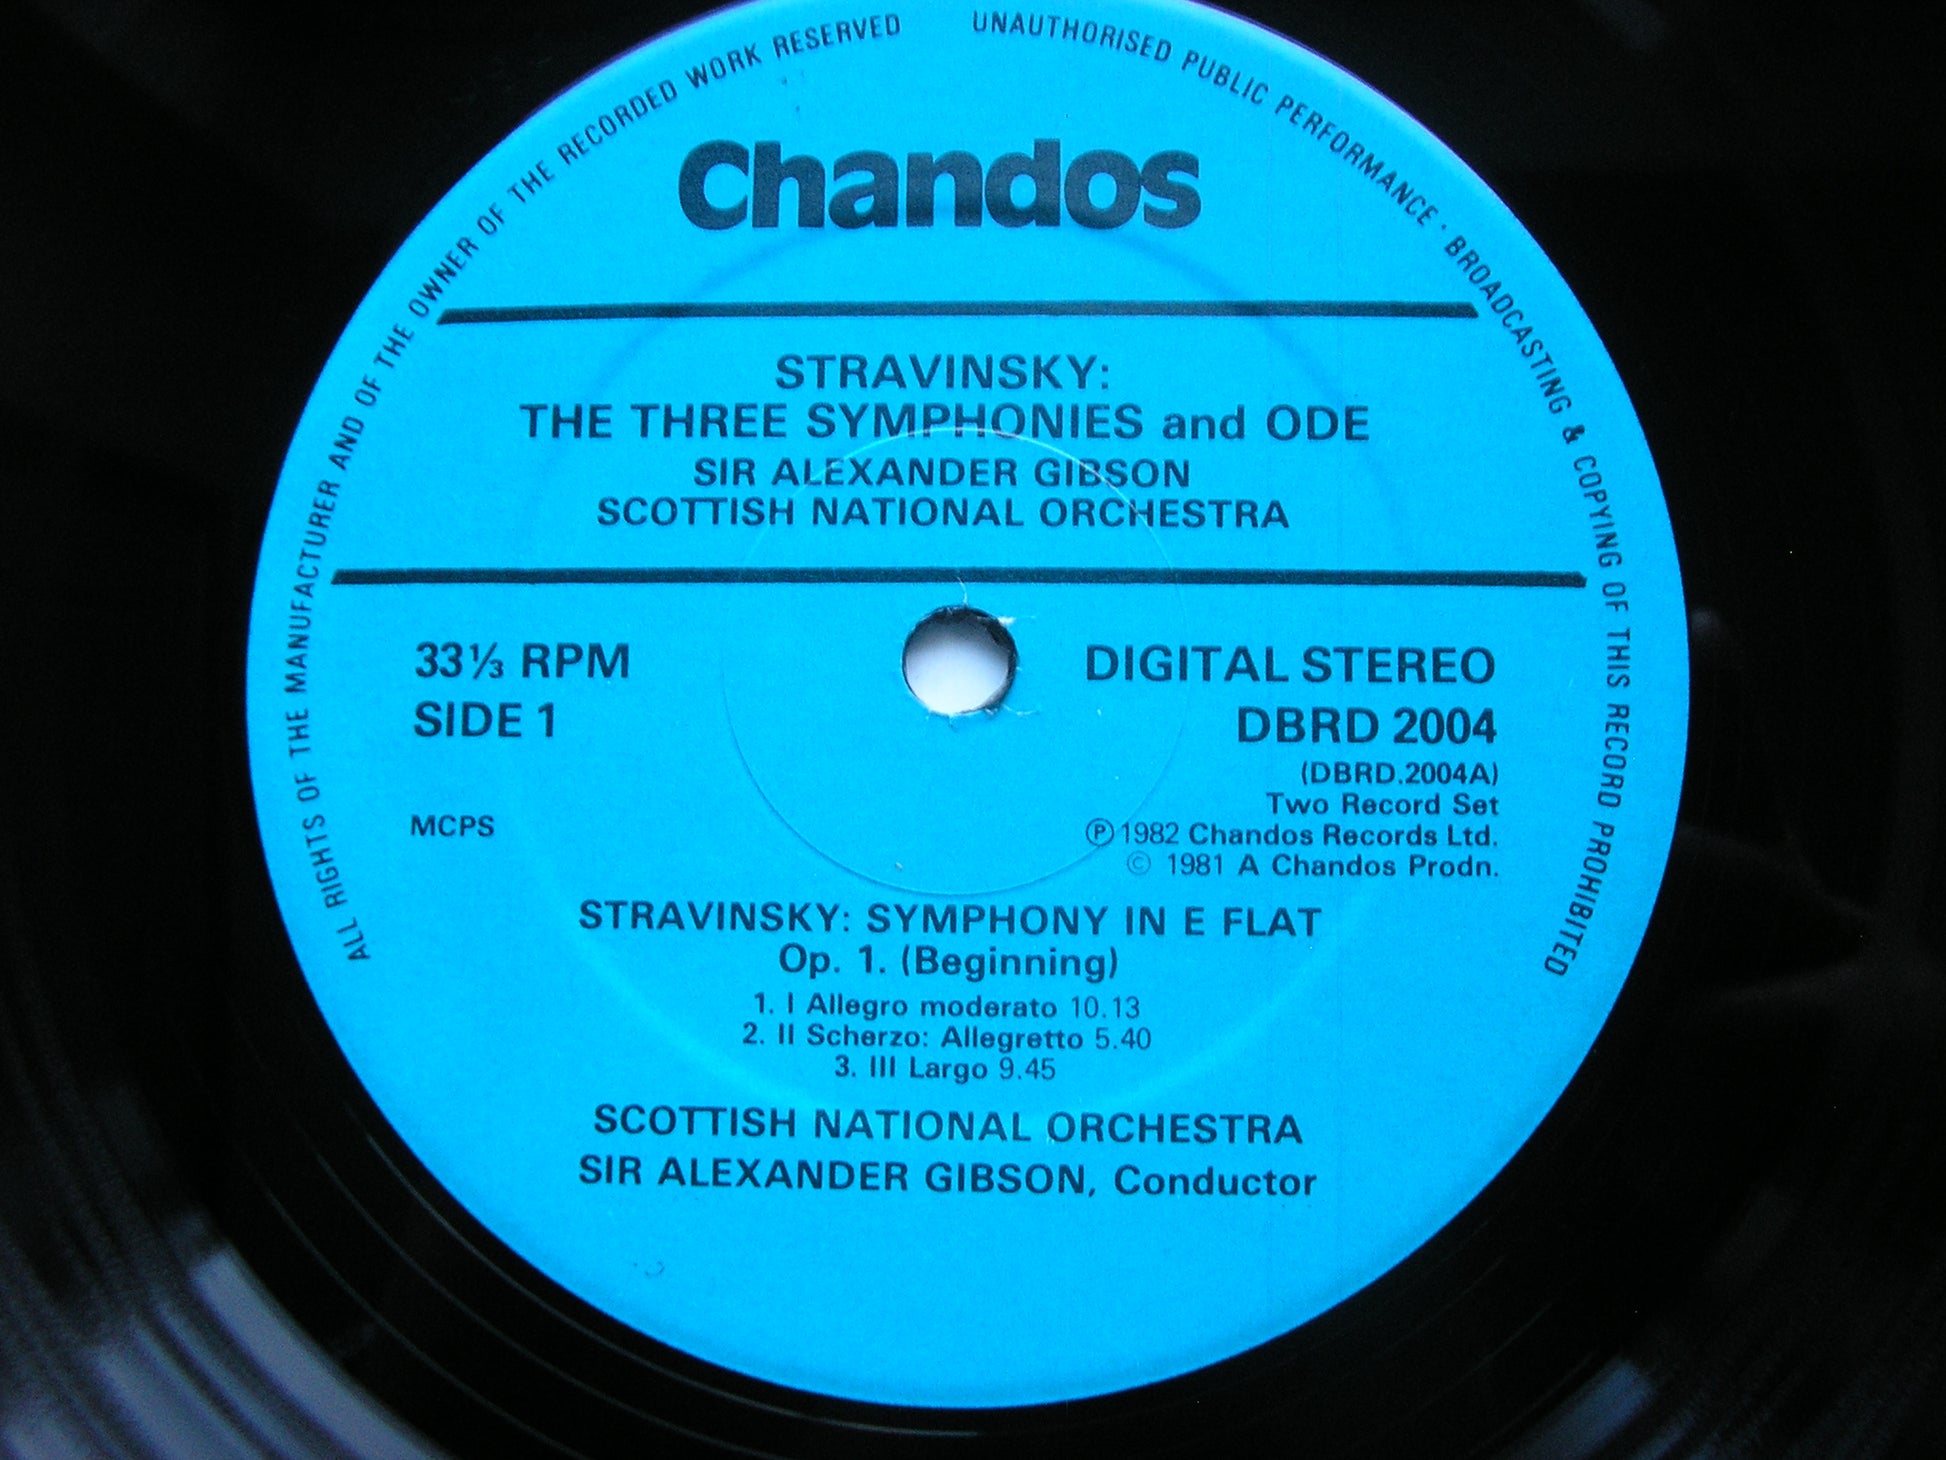 ALL RIGHTS OF THE MANUFACTURER AND OF THE OWNER OF THE RECORDED WORK RESERVED
UNAUTHORISED PUBLIC PERFORMANCE · BROADCASTING & COPYING OF THIS RECORD PROHIBITED
Chandos
STRAVINSKY:
THE THREE SYMPHONIES and ODE
SIR ALEXANDER GIBSON
SCOTTISH NATIONAL ORCHESTRA
33⅓ RPM
SIDE 1
MCPS
DIGITAL STEREO
DBRD 2004
(DBRD.2004A)
Two Record Set
Ⓟ 1982 Chandos Records Ltd.
© 1981 A Chandos Prodn.
STRAVINSKY: SYMPHONY IN E FLAT
Op. 1. (Beginning)
1. I Allegro moderato 10.13
2. II Scherzo: Allegretto 5.40
3. III Largo 9.45
SCOTTISH NATIONAL ORCHESTRA
SIR ALEXANDER GIBSON, Conductor